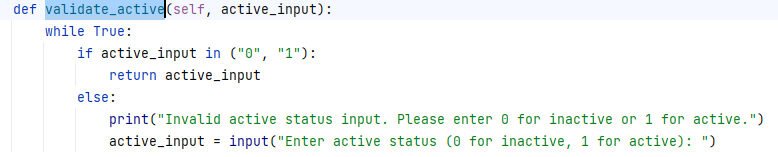 def validate_active(self, active_input):
    while True:
        if active_input in ("0", "1"):
            return active_input
        else:
            print("Invalid active status input. Please enter 0 for inactive or 1 for active.")
            active_input = input("Enter active status (0 for inactive, 1 for active): ")